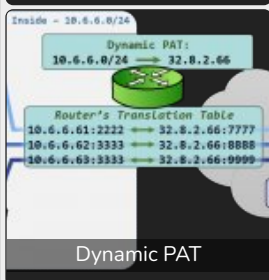 Inside - 10.6.6.0/24
Dynamic PAT:
10.6.6.0/24 → 32.8.2.66
Router's Translation Table
10.6.6.61:2222 ↔ 32.8.2.66:7777
10.6.6.62:3333 ↔ 32.8.2.66:8888
10.6.6.63:3333 ↔ 32.8.2.66:9999
Dynamic PAT